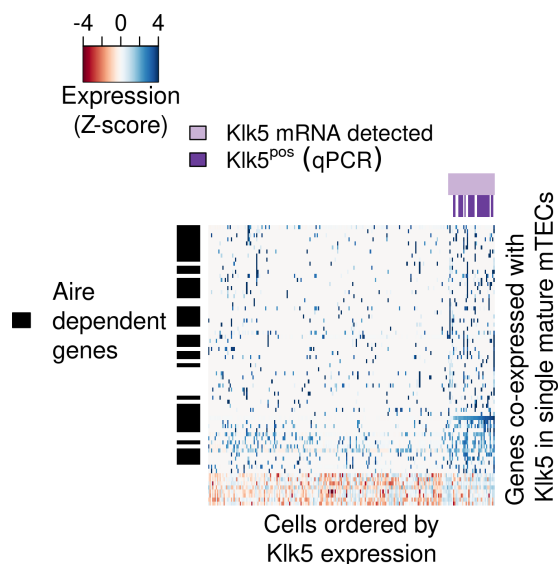 -4 0 4
Expression
(Z-score)
Klk5 mRNA detected
Klk5pos (qPCR)
Aire
dependent
genes
Genes co-expressed with
Klk5 in single mature mTECs
Cells ordered by
Klk5 expression